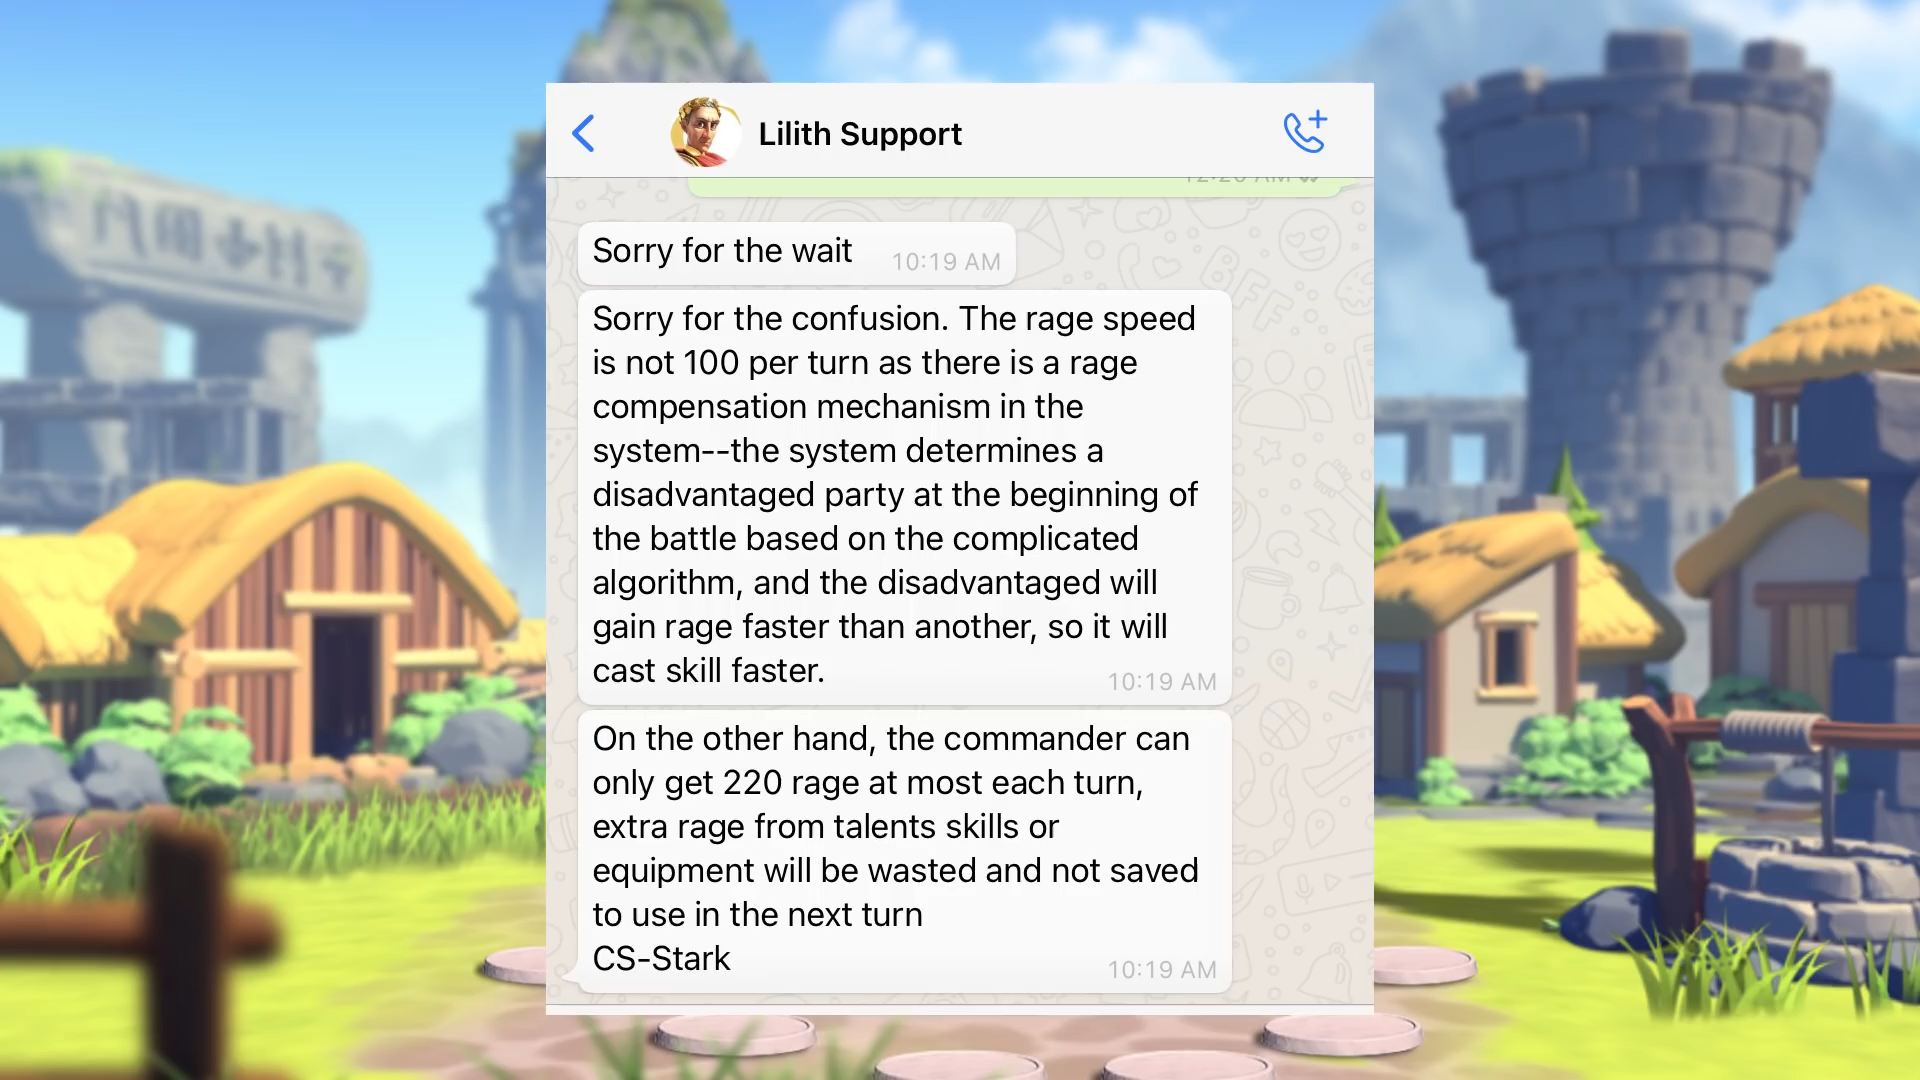 Lilith Support
Sorry for the wait
10:19 AM
Sorry for the confusion. The rage speed
is not 100 per turn as there is a rage
compensation mechanism in the
system--the system determines a
disadvantaged party at the beginning of
the battle based on the complicated
algorithm, and the disadvantaged will
gain rage faster than another, so it will
cast skill faster.
10:19 AM
On the other hand, the commander can
only get 220 rage at most each turn,
extra rage from talents skills or
equipment will be wasted and not saved
to use in the next turn
CS-Stark
10:19 AM